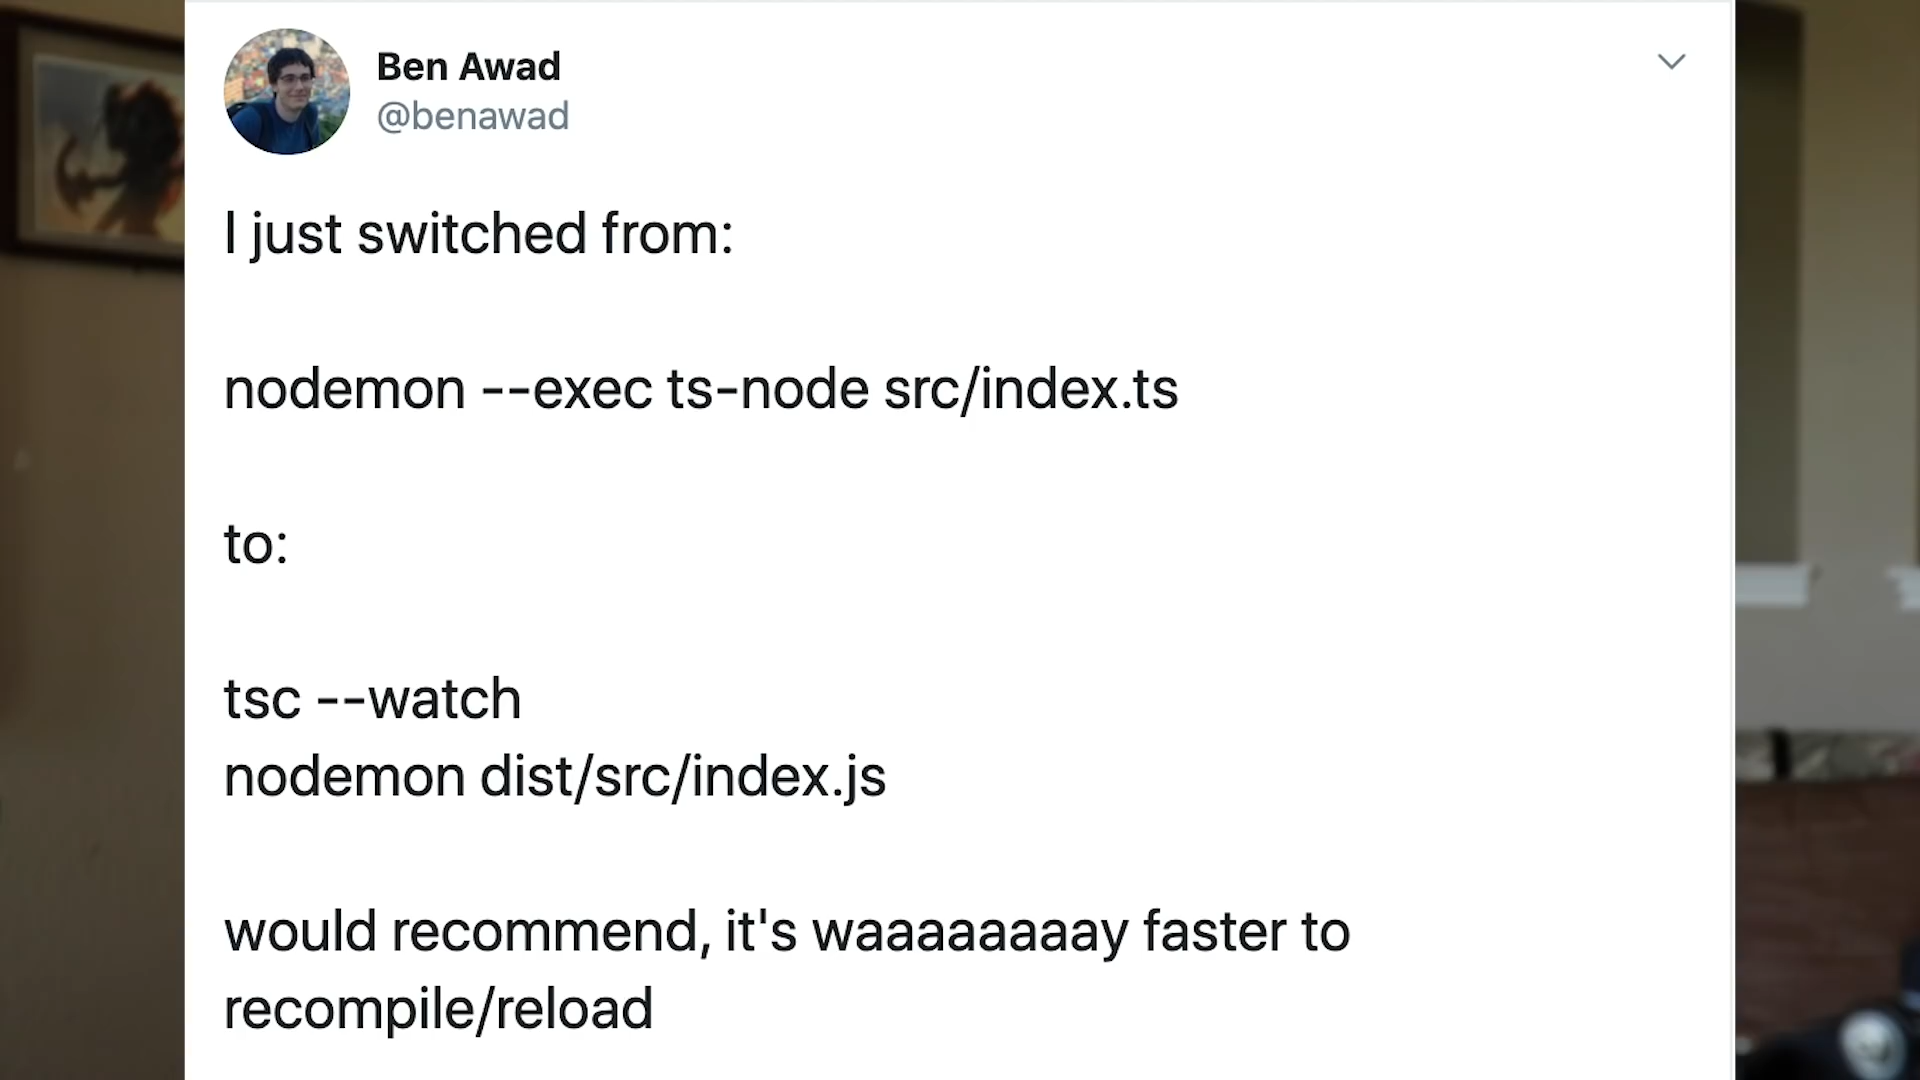 Ben Awad
@benawad
I just switched from:
nodemon --exec ts-node src/index.ts
to:
tsc --watch
nodemon dist/src/index.js
would recommend, it's waaaaaaaay faster to
recompile/reload